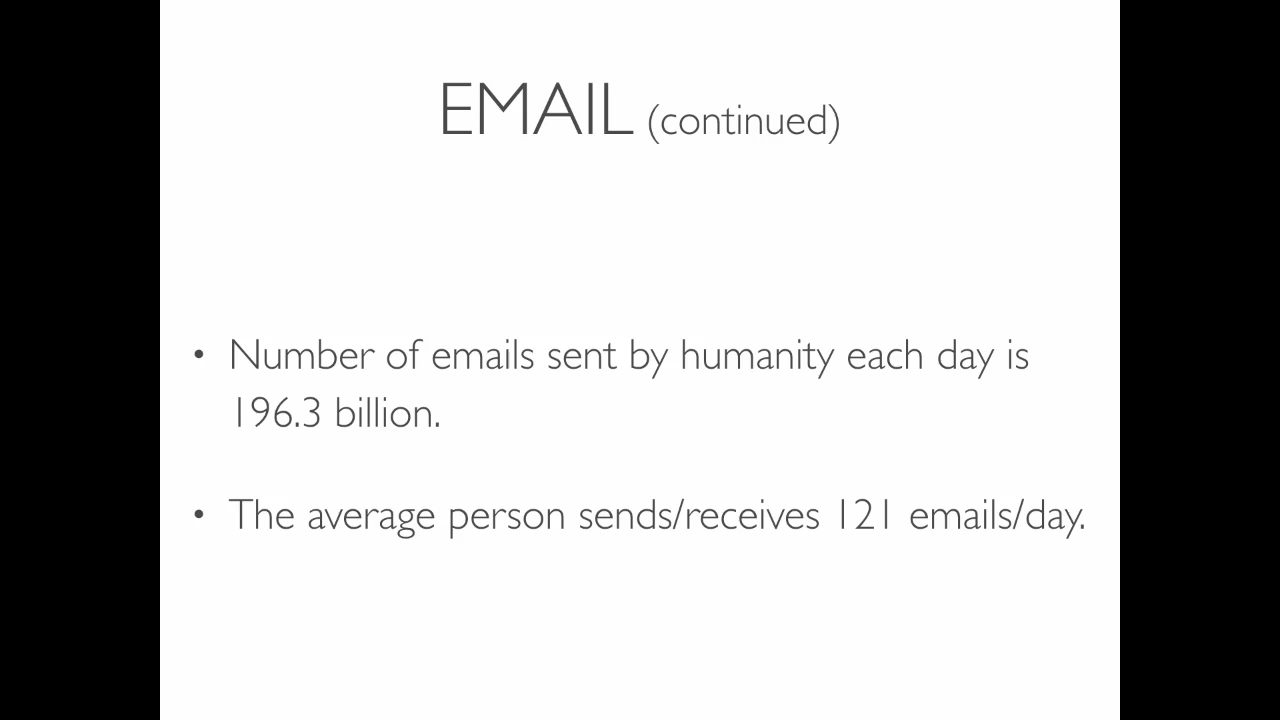 EMAIL (continued)
• Number of emails sent by humanity each day is
196.3 billion.
• The average person sends/receives 121 emails/day.